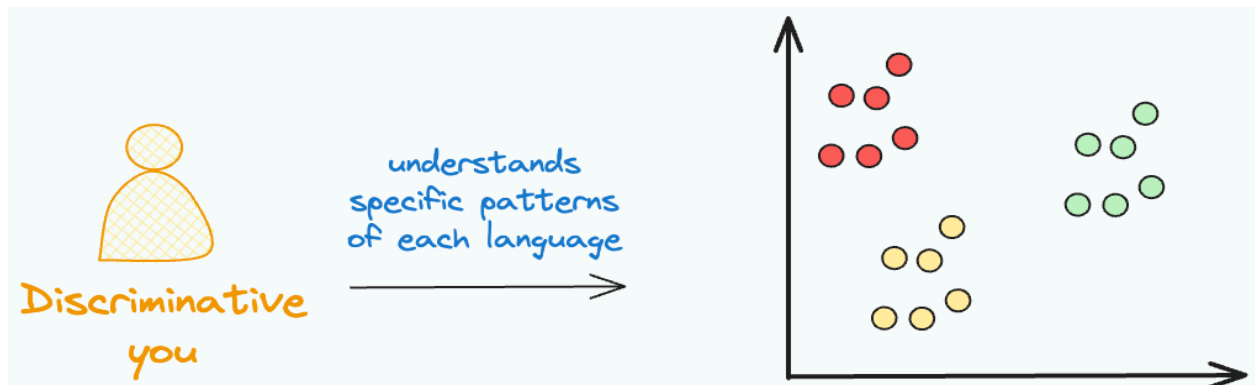 understands
specific patterns
of each language
Discriminative
you